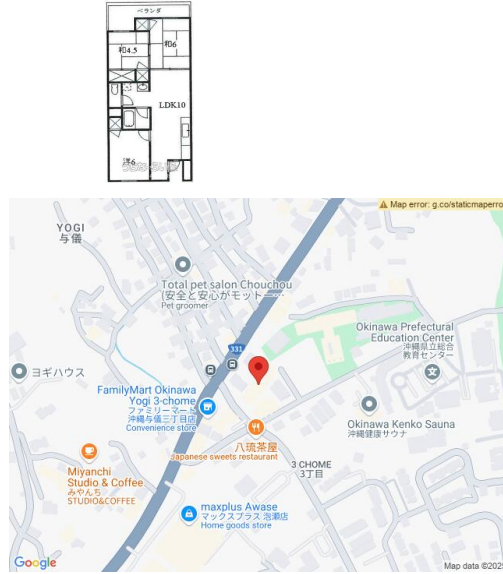 ベランダ
和4.5
和6
LDK10
洋6
Map error: g.co/staticmaperro
YOGI
与儀
Total pet salon Chouchou
(安全と安心がモットー…
Pet groomer
331
Okinawa Prefectural
Education Center
沖縄県立総合
教育センター
ヨギハウス
FamilyMart Okinawa
Yogi 3-chome
ファミリーマート
沖縄与儀三丁目店
Convenience store
八琉茶屋
Japanese sweets restaurant
Okinawa Kenko Sauna
沖縄健康サウナ
3 CHOME
3丁目
Miyanchi
Studio & Coffee
みやんち
STUDIO&COFFEE
maxplus Awase
マックスプラス 泡瀬店
Home goods store
Google
Map data ©202